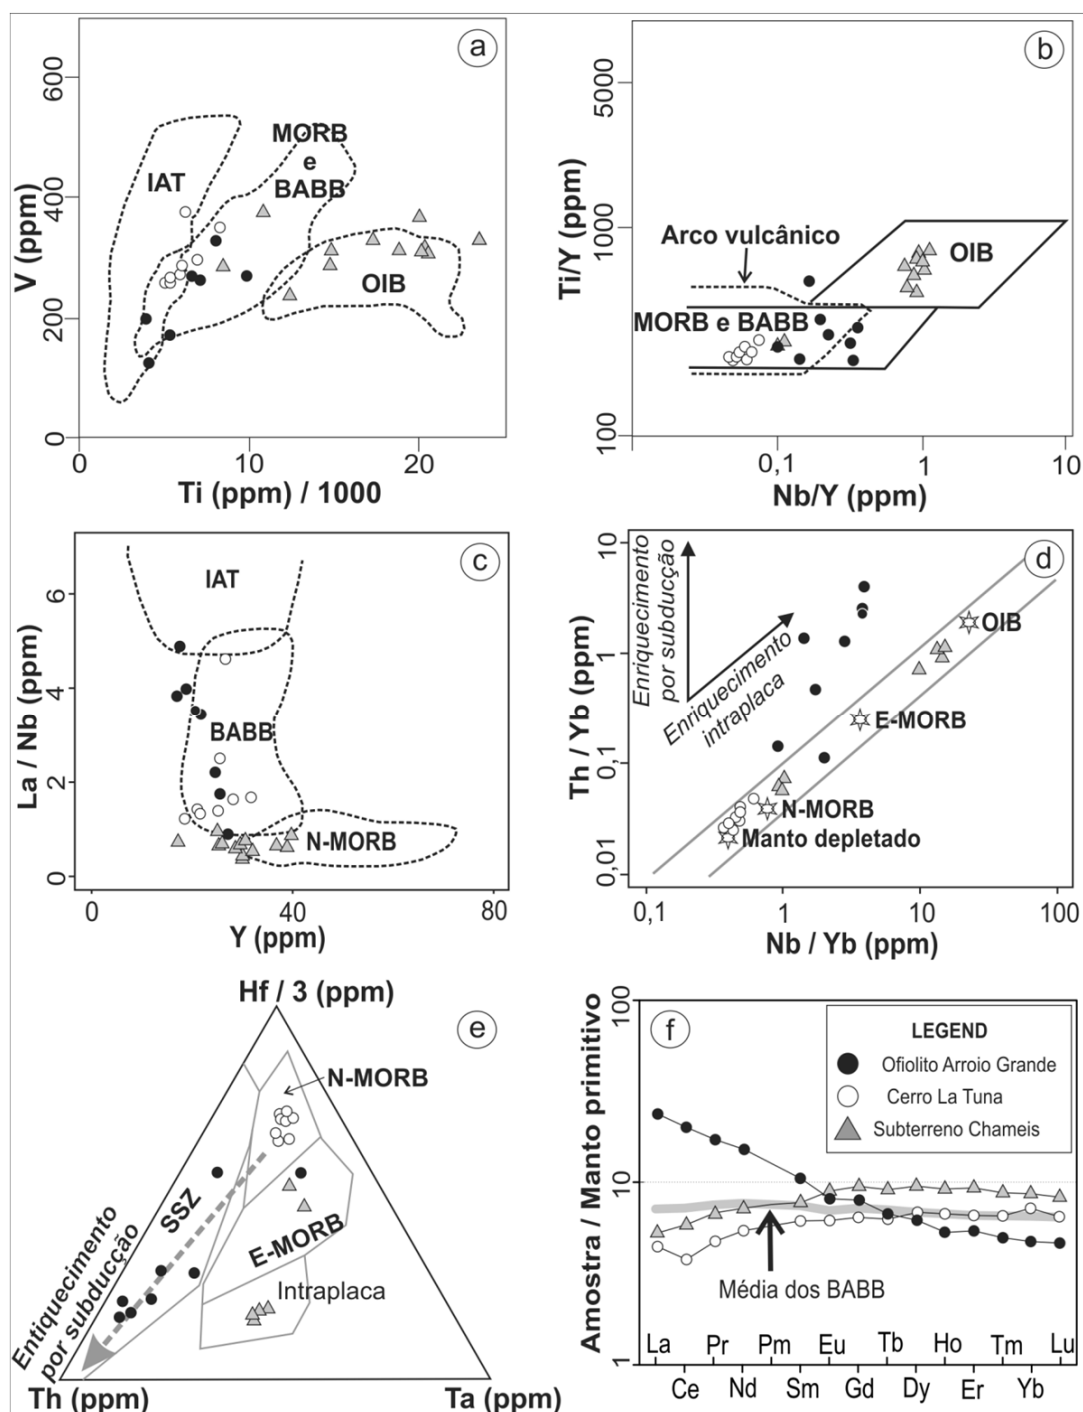 a
600
400
200
0
V (ppm)
IAT
MORB
e
BABB
OIB
0
10
20
Ti (ppm) / 1000
b
5000
1000
100
Ti/Y (ppm)
Arco vulcânico
OIB
MORB e BABB
0,1
1
10
Nb/Y (ppm)
c
6
4
2
0
La / Nb (ppm)
IAT
BABB
N-MORB
0
40
80
Y (ppm)
d
10
1
0,1
0,01
Th / Yb (ppm)
Enriquecimento
por subducção
Enriquecimento
intraplaca
OIB
E-MORB
N-MORB
Manto depletado
0,1
1
10
100
Nb / Yb (ppm)
Hf / 3 (ppm)
e
N-MORB
SSZ
E-MORB
Intraplaca
Entiquecimento
por subducção
Th (ppm)
Ta (ppm)
f
100
10
1
Amostra / Manto primitivo
LEGEND
Ofiolito Arroio Grande
Cerro La Tuna
Subterreno Chameis
Média dos BABB
La Pr Pm Eu Tb Ho Tm Lu
Ce Nd Sm Gd Dy Er Yb